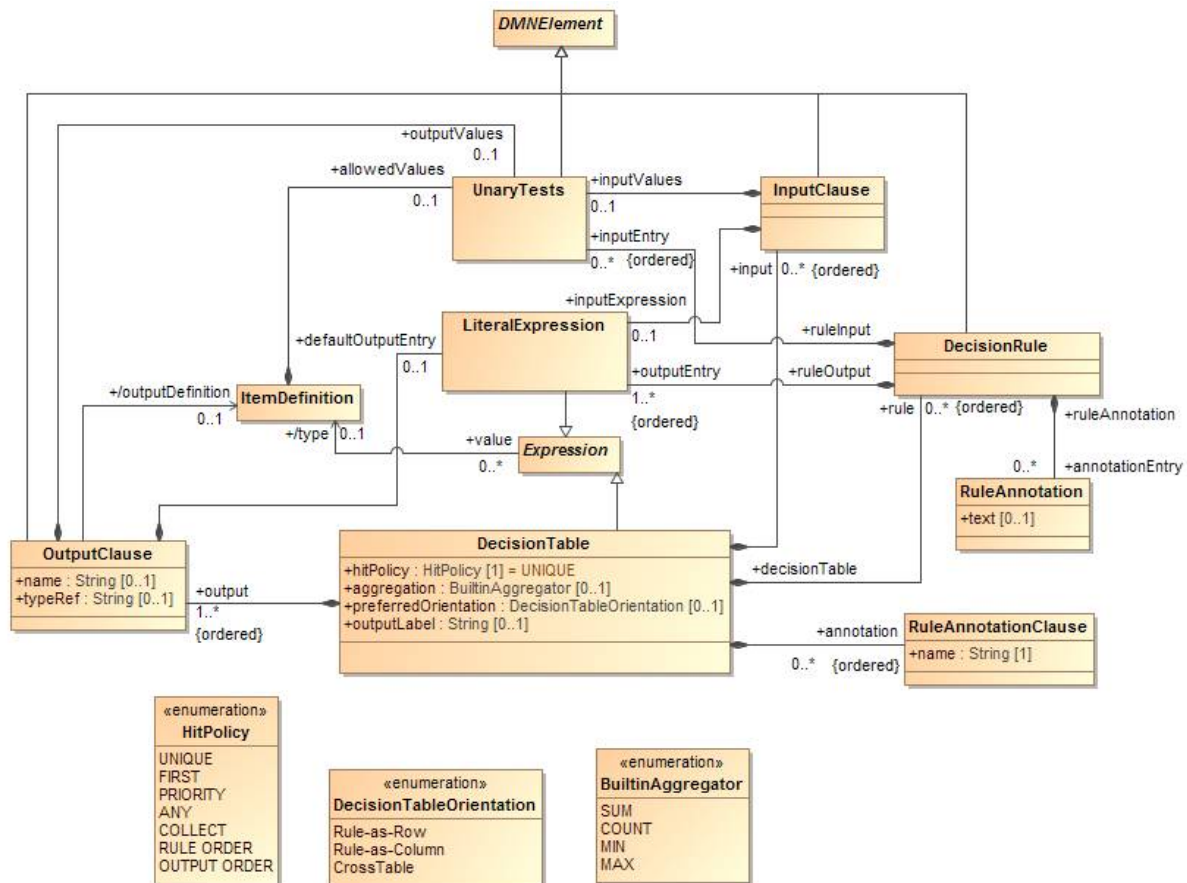 DMNElement
+outputValues
0..1
+allowedValues
0..1
UnaryTests
+inputValues
0..1
InputClause
+inputEntry
0..* {ordered}
+input 0..* {ordered}
+inputExpression
0..1
LiteralExpression
+ruleInput
DecisionRule
+defaultOutputEntry
0..1
+outputEntry
1..*
{ordered}
+ruleOutput
+/outputDefinition
0..1
ItemDefinition
+rule 0..* {ordered}
+ruleAnnotation
+/type 0..1
+value
0..*
Expression
0..* +annotationEntry
RuleAnnotation
+text [0..1]
OutputClause
+name : String [0..1]
+typeRef : String [0..1]
+output
1..*
{ordered}
DecisionTable
+hitPolicy : HitPolicy [1] = UNIQUE
+aggregation : BuiltinAggregator [0..1]
+preferredOrientation : DecisionTableOrientation [0..1]
+outputLabel : String [0..1]
+decisionTable
+annotation
0..* {ordered}
RuleAnnotationClause
+name : String [1]
«enumeration»
HitPolicy
UNIQUE
FIRST
PRIORITY
ANY
COLLECT
RULE ORDER
OUTPUT ORDER
«enumeration»
DecisionTableOrientation
Rule-as-Row
Rule-as-Column
CrossTable
«enumeration»
BuiltinAggregator
SUM
COUNT
MIN
MAX